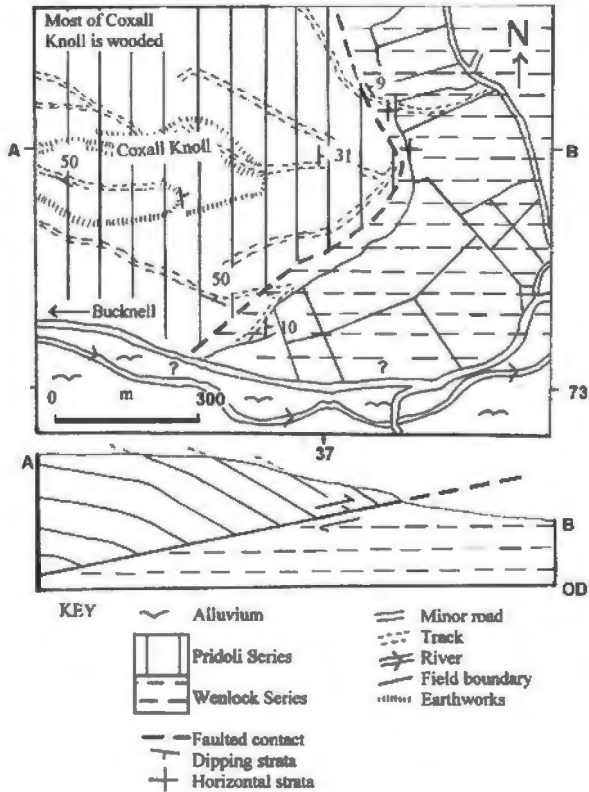 Most of Coxall
Knoll is wooded
N
9
A
Coxall Knoll
31
B
50
50
Bucknell
10
?
?
0
300
m
73
37
A
B
OD
KEY
Alluvium
Minor road
Track
Pridoli Series
River
Field boundary
Wenlock Series
Earthworks
Faulted contact
Dipping strata
Horizontal strata